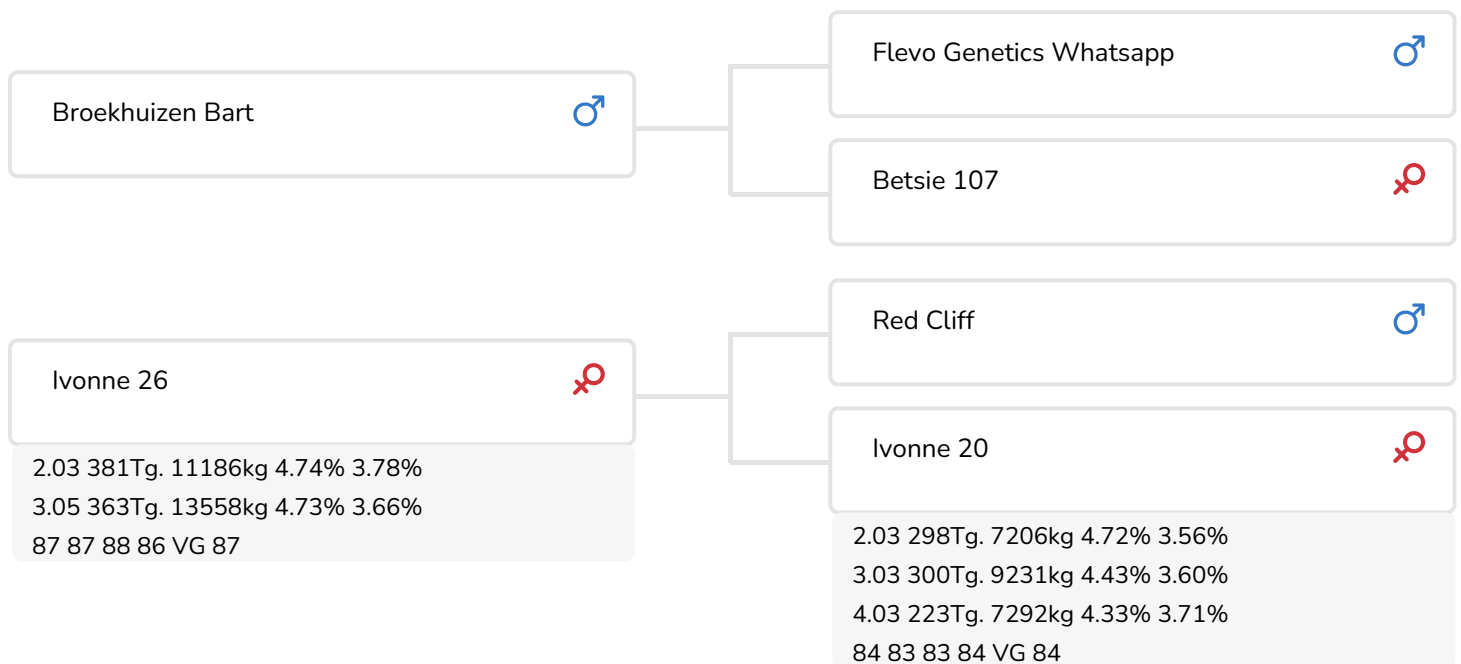 Broekhuizen Bart
Flevo Genetics Whatsapp
Betsie 107
Ivonne 26
2.03 381Tg. 11186kg 4.74% 3.78%
3.05 363Tg. 13558kg 4.73% 3.66%
87 87 88 86 VG 87
Red Cliff
Ivonne 20
2.03 298Tg. 7206kg 4.72% 3.56%
3.03 300Tg. 9231kg 4.43% 3.60%
4.03 223Tg. 7292kg 4.33% 3.71%
84 83 83 84 VG 84